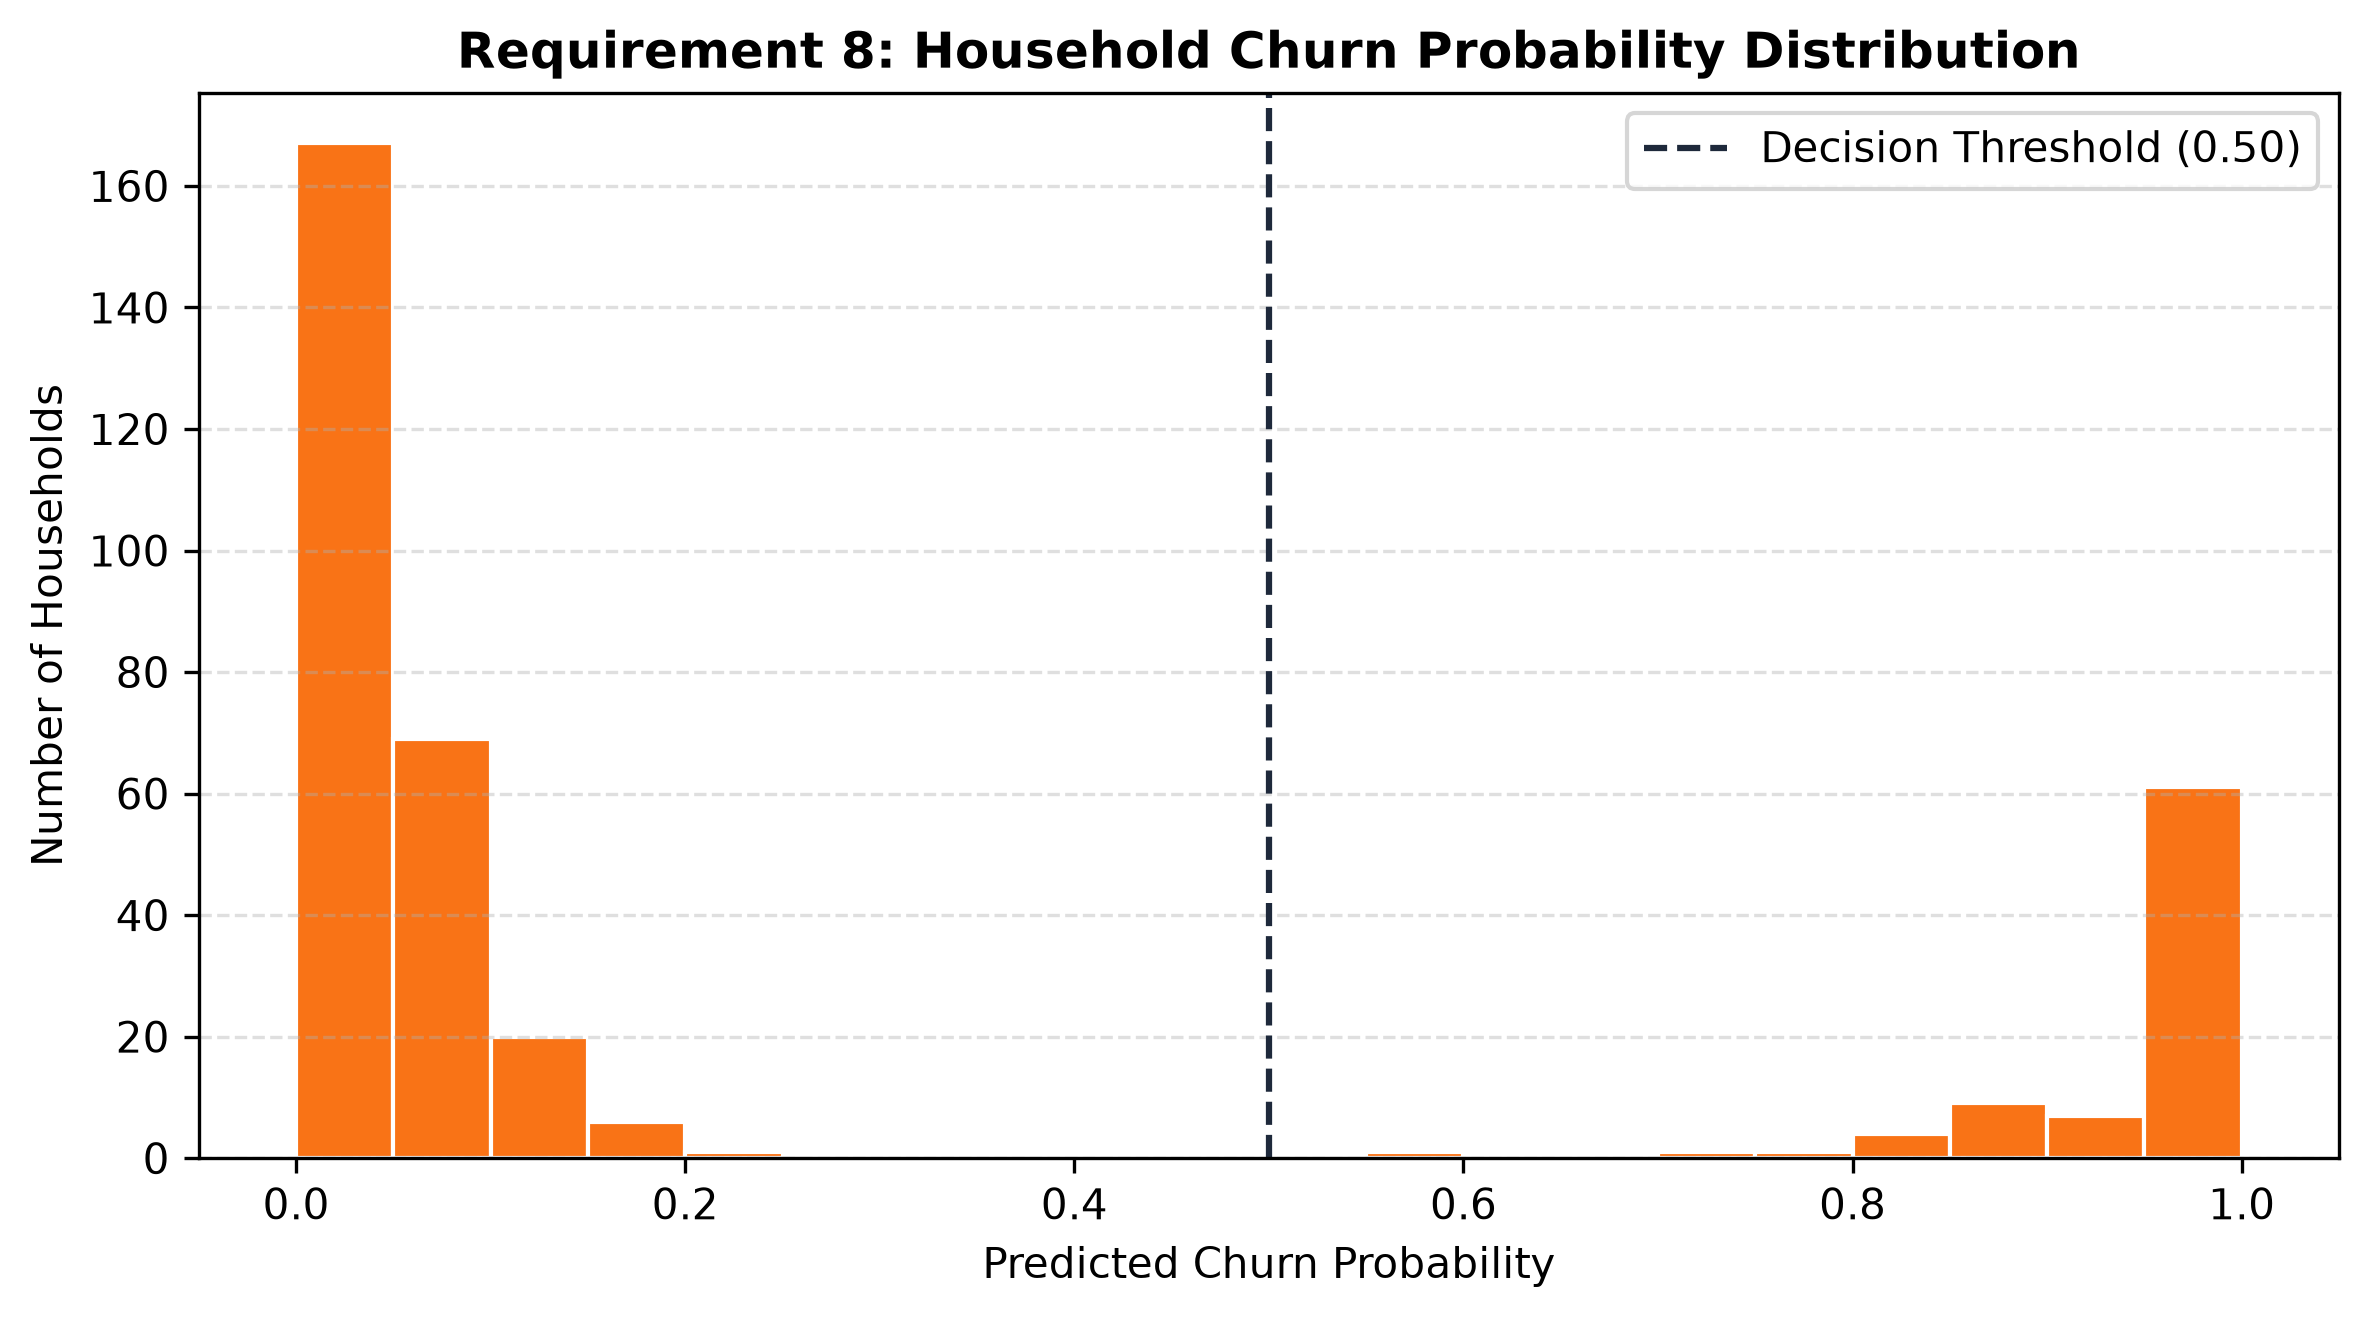 Requirement 8: Household Churn Probability Distribution
Decision Threshold (0.50)
Number of Households
160
140
120
100
80
60
40
20
0
0.0 0.2 0.4 0.6 0.8 1.0
Predicted Churn Probability